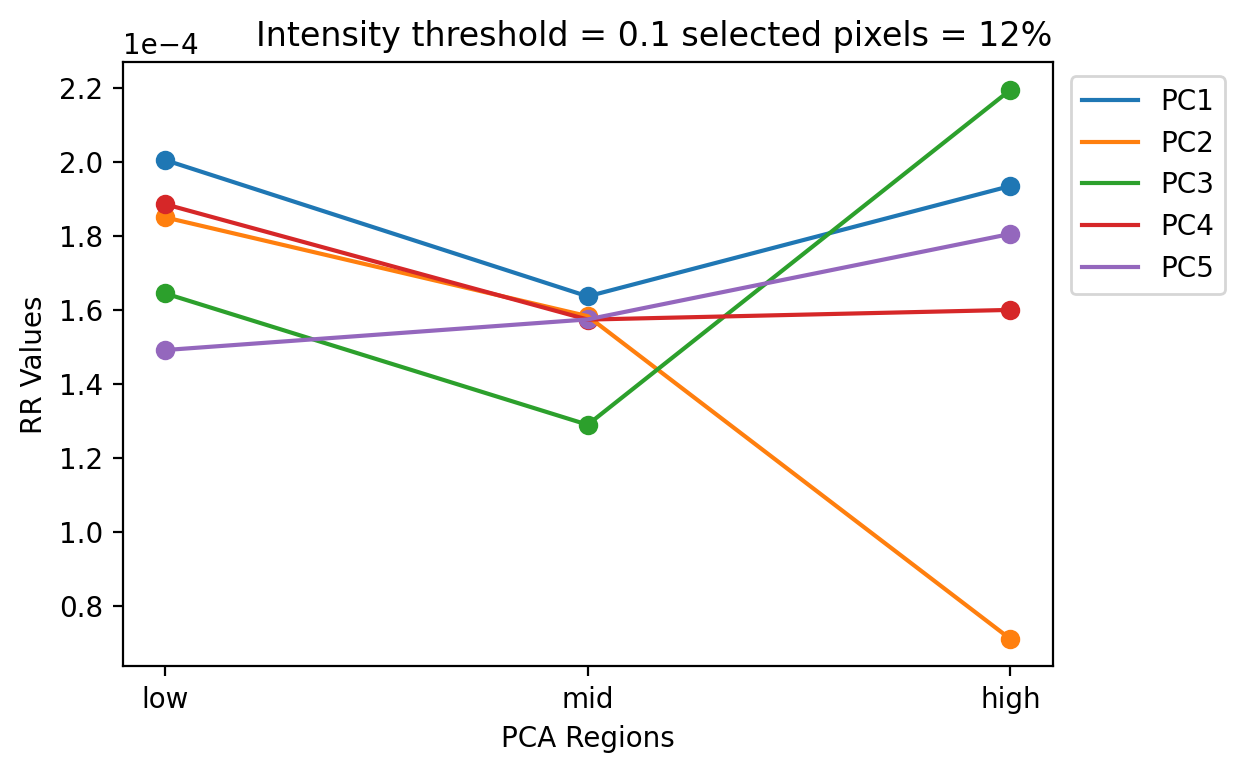 Intensity threshold = 0.1 selected pixels = 12%
1e−4
2.2
2.0
1.8
1.6
1.4
1.2
1.0
0.8
RR Values
low mid high
PCA Regions
PC1
PC2
PC3
PC4
PC5